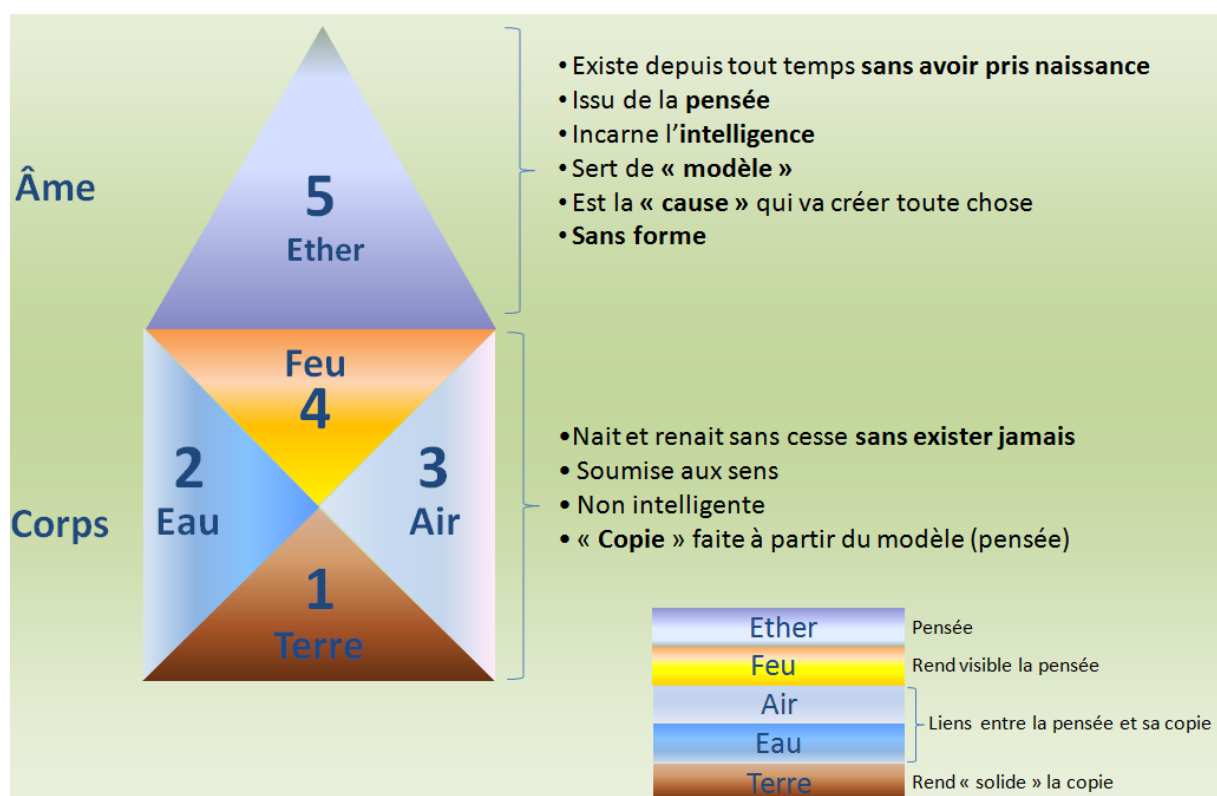 Âme
5
Ether
• Existe depuis tout temps sans avoir pris naissance
• Issu de la pensée
• Incarne l'intelligence
• Sert de « modèle »
• Est la « cause » qui va créer toute chose
• Sans forme
Corps
Feu
4
2
Eau
3
Air
1
Terre
•Nait et renait sans cesse sans exister jamais
• Soumise aux sens
• Non intelligente
• « Copie » faite à partir du modèle (pensée)
Ether Pensée
Feu Rend visible la pensée
Air
Liens entre la pensée et sa copie
Eau
Terre Rend « solide » la copie